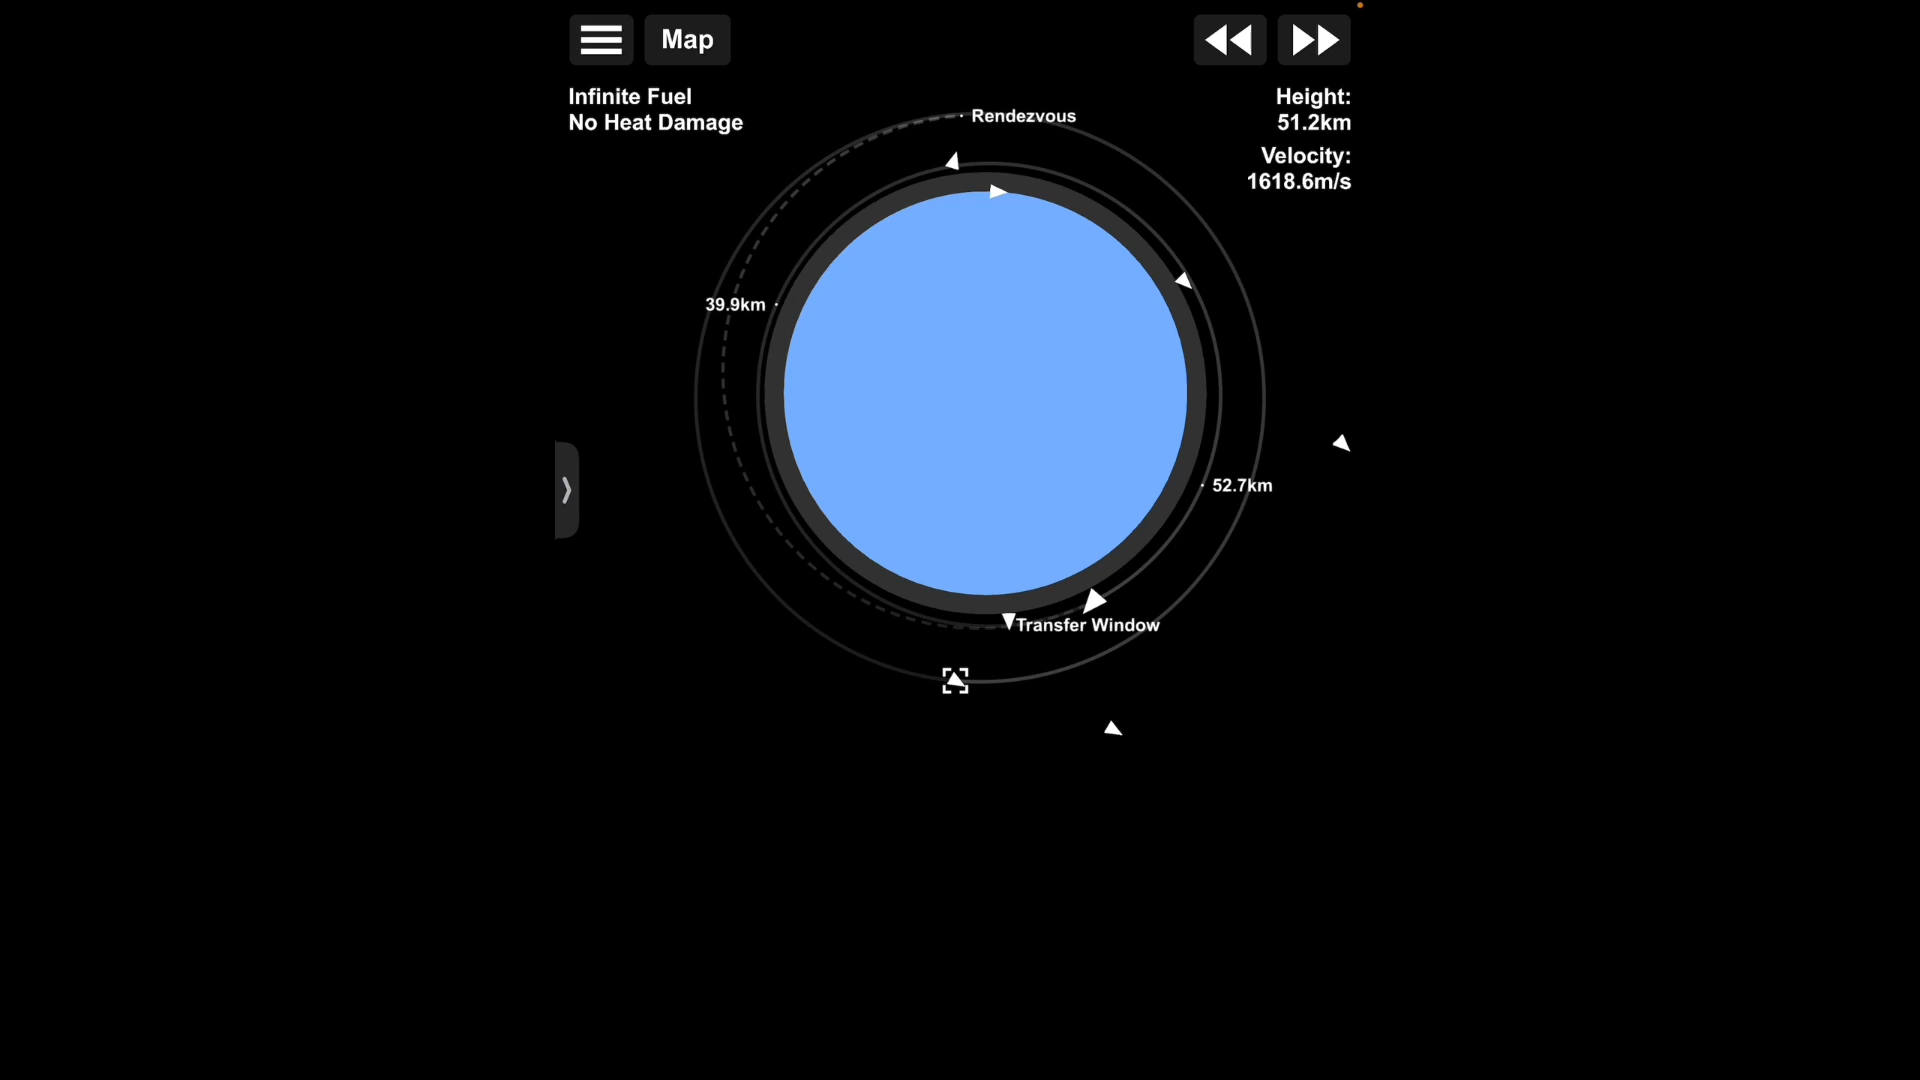 Map
Infinite Fuel
No Heat Damage
Height:
51.2km
Velocity:
1618.6m/s
Rendezvous
39.9km
52.7km
Transfer Window